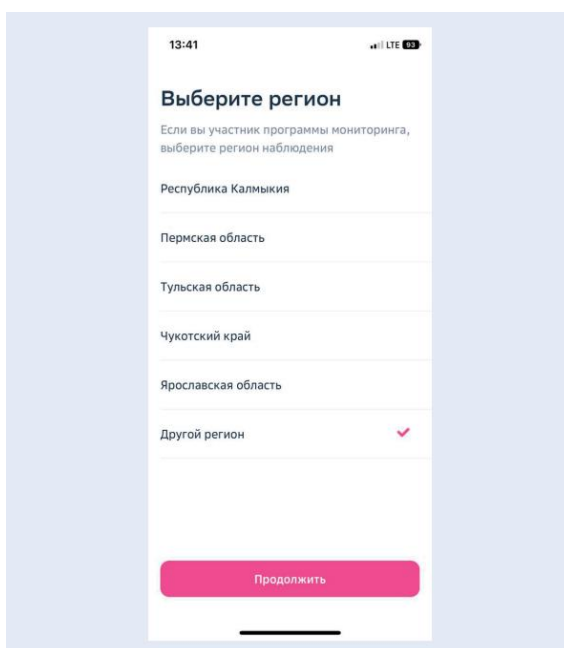 13:41
LTE 93
Выберите регион
Если вы участник программы мониторинга,
выберите регион наблюдения
Республика Калмыкия
Пермская область
Тульская область
Чукотский край
Ярославская область
Другой регион
Продолжить